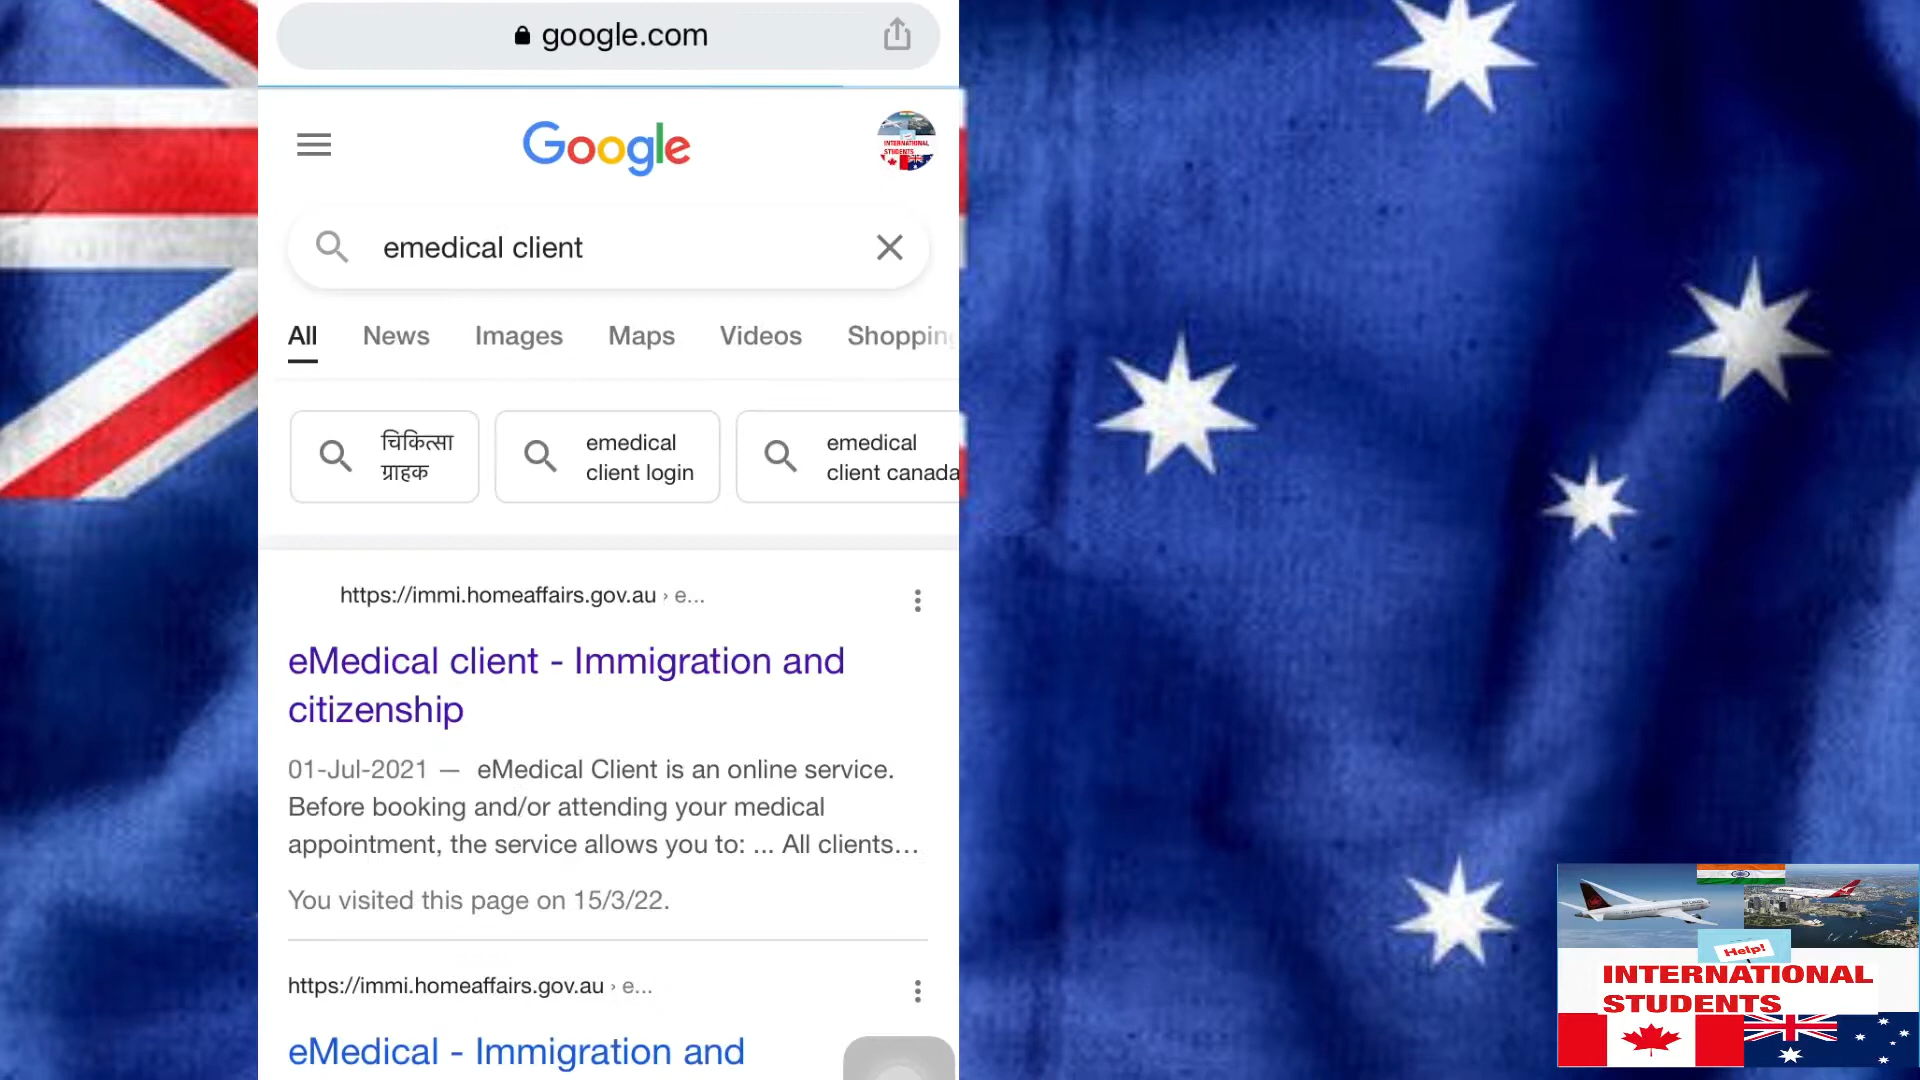 google.com
Google
INTERNATIONAL
STUDENTS
emedical client
All News Images Maps Videos Shopping
चिकित्सा
ग्राहक
emedical
client login
emedical
client canada
https://immi.homeaffairs.gov.au › e...
eMedical client - Immigration and
citizenship
01-Jul-2021 — eMedical Client is an online service.
Before booking and/or attending your medical
appointment, the service allows you to: ... All clients...
You visited this page on 15/3/22.
https://immi.homeaffairs.gov.au › e...
eMedical - Immigration and
Help!
INTERNATIONAL
STUDENTS